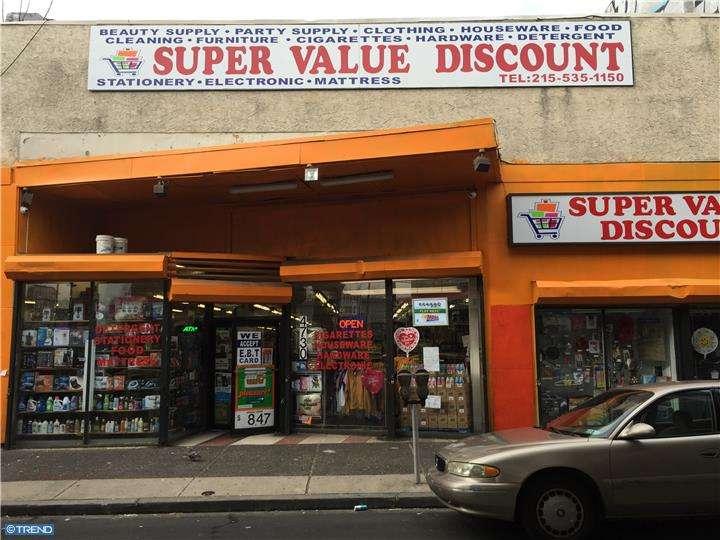 BEAUTY SUPPLY • PARTY SUPPLY • CLOTHING • HOUSEWARE • FOOD
CLEANING • FURNITURE • CIGARETTES • HARDWARE • DETERGENT
SUPER VALUE DISCOUNT
STATIONERY • ELECTRONIC • MATTRESS
TEL:215-535-1150
SUPER VA
DISCOU
DETERGENT
STATIONERY
FOOD
ATM
WE
ACCEPT
E.B.T
CARD
$ 847
4730
OPEN
CIGARETTES
HOUSEWARE
HARDWARE
ELECTRONIC
© TREND